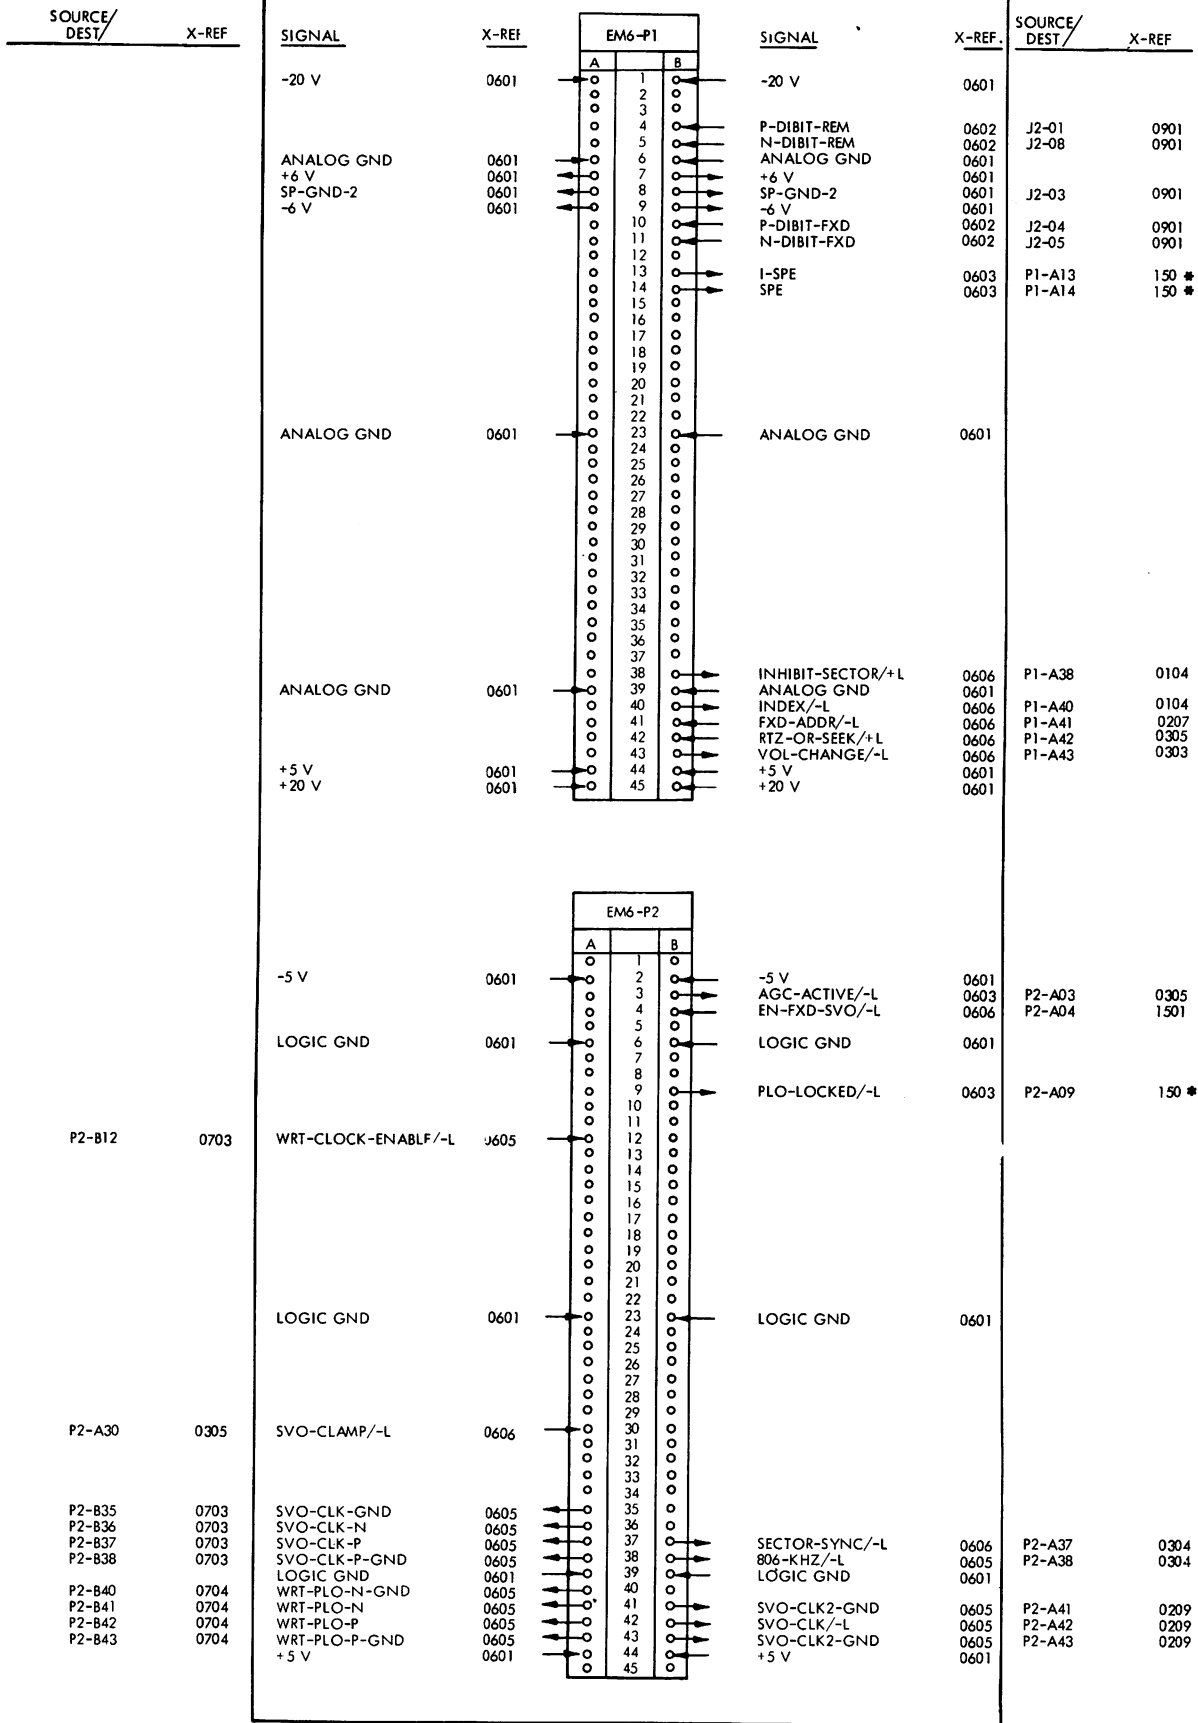 SOURCE/ DEST/ X-REF SIGNAL X-REF EM6-P1 SIGNAL X-REF. SOURCE/ DEST/ X-REF
A B
-20 V 0601 1 -20 V 0601
2
3
4 P-DIBIT-REM 0602 J2-01 0901
5 N-DIBIT-REM 0602 J2-08 0901
ANALOG GND 0601 6 ANALOG GND 0601
+6 V 0601 7 +6 V 0601
SP-GND-2 0601 8 SP-GND-2 0601 J2-03 0901
-6 V 0601 9 -6 V 0601
10 P-DIBIT-FXD 0602 J2-04 0901
11 N-DIBIT-FXD 0602 J2-05 0901
12
13 I-SPE 0603 P1-A13 150 *
14 SPE 0603 P1-A14 150 *
15
16
17
18
19
20
21
22
ANALOG GND 0601 23 ANALOG GND 0601
24
25
26
27
28
29
30
31
32
33
34
35
36
37
38 INHIBIT-SECTOR/+L 0606 P1-A38 0104
ANALOG GND 0601 39 ANALOG GND 0601
40 INDEX/-L 0606 P1-A40 0104
41 FXD-ADDR/-L 0606 P1-A41 0207
42 RTZ-OR-SEEK/+L 0606 P1-A42 0305
43 VOL-CHANGE/-L 0606 P1-A43 0303
+5 V 0601 44 +5 V 0601
+20 V 0601 45 +20 V 0601
EM6-P2
A B
1
-5 V 0601 2 -5 V 0601
3 AGC-ACTIVE/-L 0603 P2-A03 0305
4 EN-FXD-SVO/-L 0606 P2-A04 1501
5
LOGIC GND 0601 6 LOGIC GND 0601
7
8
9 PLO-LOCKED/-L 0603 P2-A09 150 *
10
11
P2-B12 0703 WRT-CLOCK-ENABLF/-L 0605 12
13
14
15
16
17
18
19
20
21
22
LOGIC GND 0601 23 LOGIC GND 0601
24
25
26
27
28
29
P2-A30 0305 SVO-CLAMP/-L 0606 30
31
32
33
34
P2-B35 0703 SVO-CLK-GND 0605 35
P2-B36 0703 SVO-CLK-N 0605 36
P2-B37 0703 SVO-CLK-P 0605 37 SECTOR-SYNC/-L 0606 P2-A37 0304
P2-B38 0703 SVO-CLK-P-GND 0605 38 806-KHZ/-L 0605 P2-A38 0304
LOGIC GND 0601 39 LOGIC GND 0601
P2-B40 0704 WRT-PLO-N-GND 0605 40
P2-B41 0704 WRT-PLO-N 0605 41 SVO-CLK2-GND 0605 P2-A41 0209
P2-B42 0704 WRT-PLO-P 0605 42 SVO-CLK/-L 0605 P2-A42 0209
P2-B43 0704 WRT-PLO-P-GND 0605 43 SVO-CLK2-GND 0605 P2-A43 0209
+5 V 0601 44 +5 V 0601
45